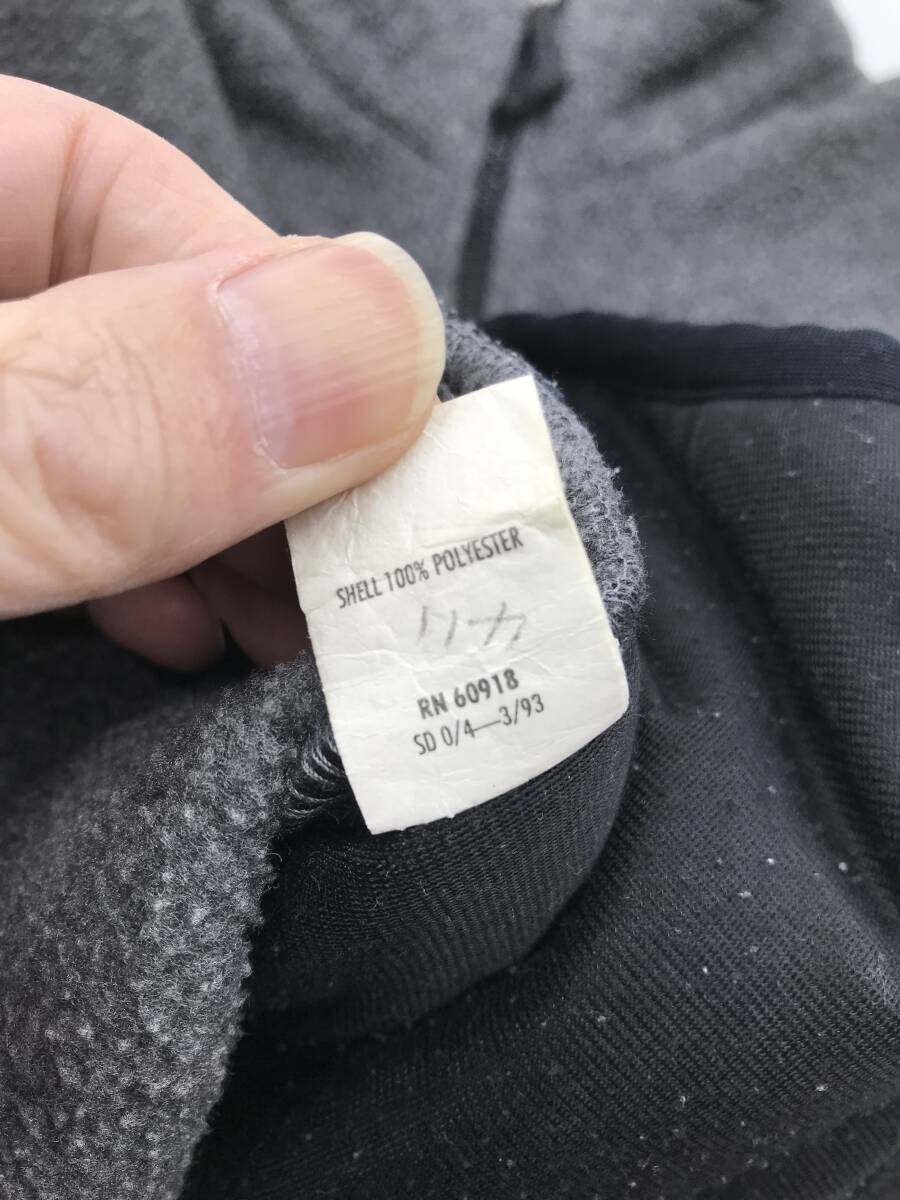 SHELL 100% POLYESTER
RN 60918
SD 0/4—3/93